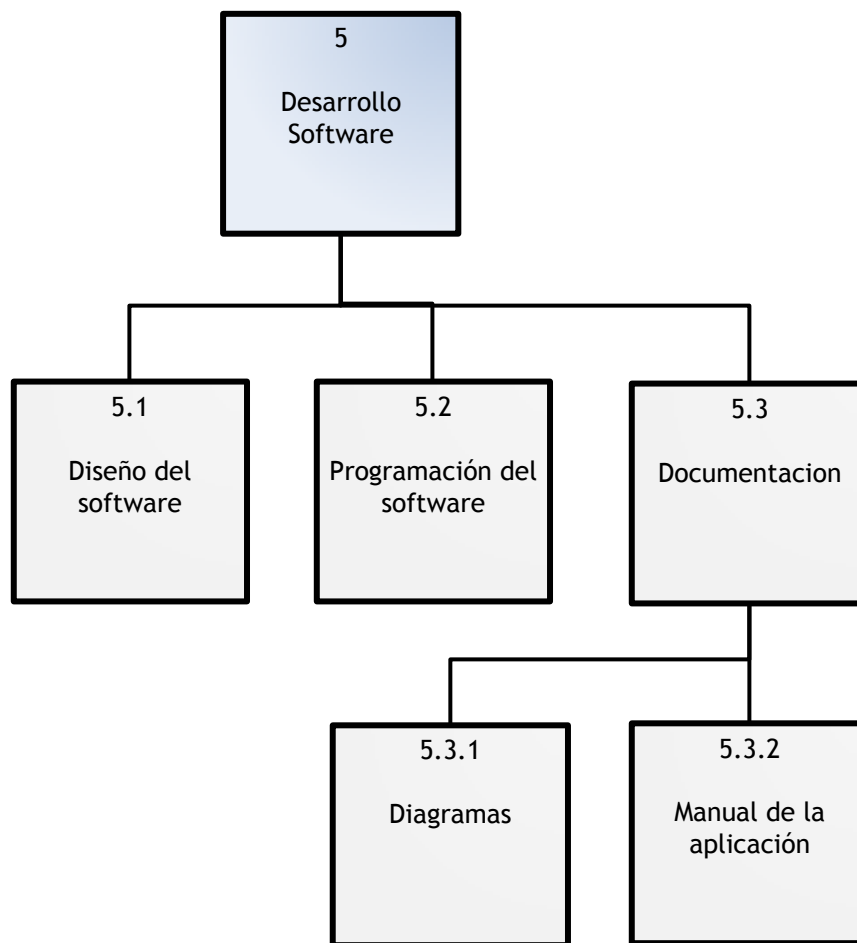 5
Desarrollo
Software
5.1
Diseño del
software
5.2
Programación del
software
5.3
Documentacion
5.3.1
Diagramas
5.3.2
Manual de la
aplicación